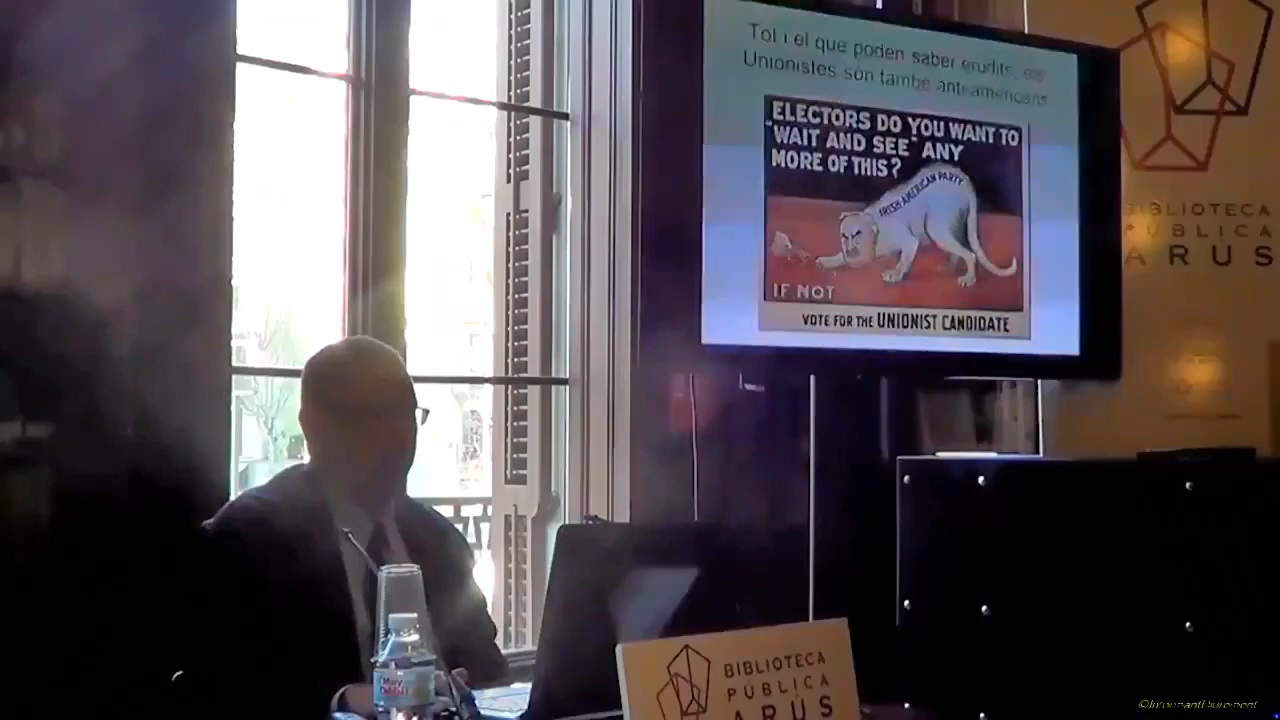 Tot i el que poden saber erudits, els
Unionistes són també antiamericans
ELECTORS DO YOU WANT TO
"WAIT AND SEE" ANY
MORE OF THIS?
IRISH AMERICAN PARTY
IF NOT
VOTE FOR THE UNIONIST CANDIDATE
BIBLIOTECA
PÚBLICA
ARÚS
BIBLIOTECA
PÚBLICA
ARÚS